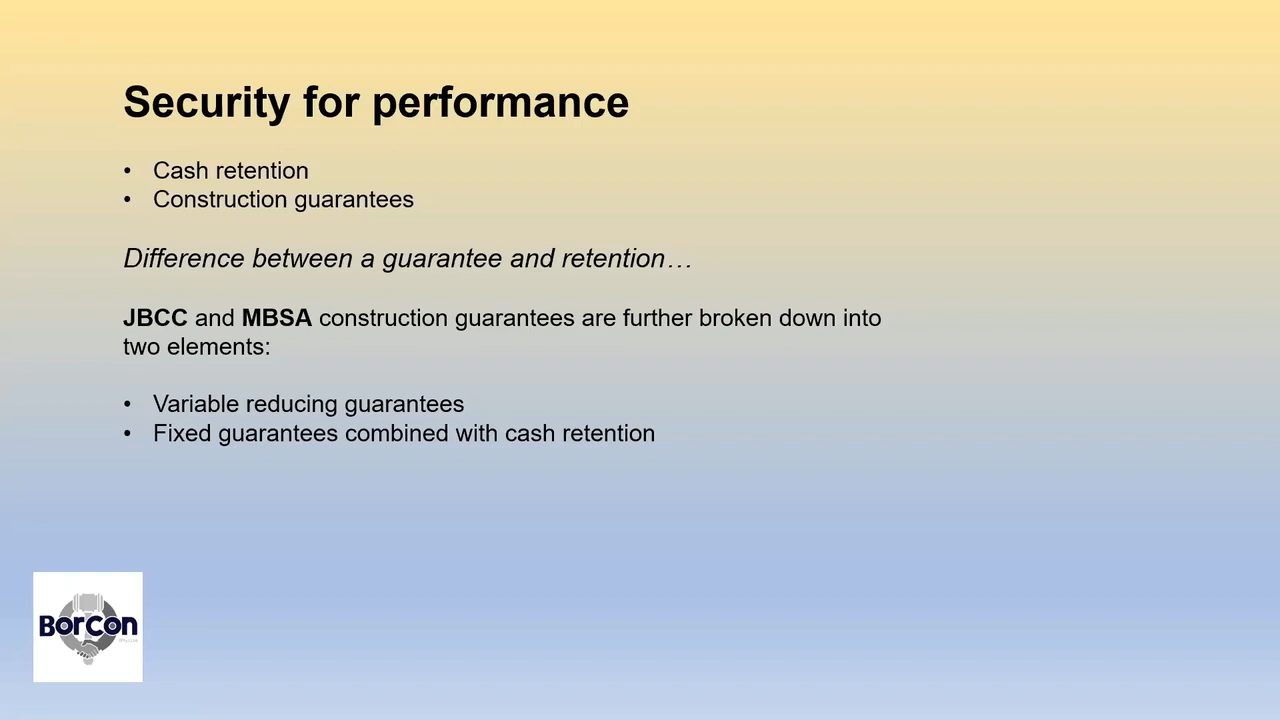 Security for performance
• Cash retention
• Construction guarantees
Difference between a guarantee and retention…
JBCC and MBSA construction guarantees are further broken down into
two elements:
• Variable reducing guarantees
• Fixed guarantees combined with cash retention
BorCon